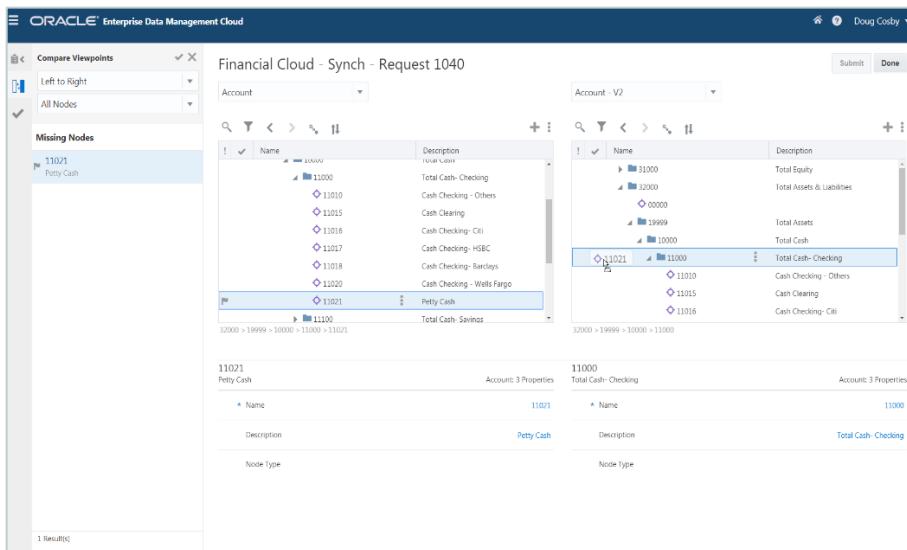 ORACLE® Enterprise Data Management Cloud
Doug Cosby
Compare Viewpoints
Left to Right
All Nodes
Missing Nodes
11021
Petty Cash
1 Result(s)
Financial Cloud - Synch - Request 1040
Submit Done
Account
! Name Description
10000 Total Cash
11000 Total Cash- Checking
11010 Cash Checking - Others
11015 Cash Clearing
11016 Cash Checking- Citi
11017 Cash Checking- HSBC
11018 Cash Checking- Barclays
11020 Cash Checking - Wells Fargo
11021 Petty Cash
11100 Total Cash- Savings
32000 > 19999 > 10000 > 11000 > 11021
11021
Petty Cash Account: 3 Properties
* Name 11021
Description Petty Cash
Node Type
Account - V2
! Name Description
31000 Total Equity
32000 Total Assets & Liabilities
00000
19999 Total Assets
10000 Total Cash
11021 11000 Total Cash- Checking
11010 Cash Checking - Others
11015 Cash Clearing
11016 Cash Checking- Citi
32000 > 19999 > 10000 > 11000
11000
Total Cash- Checking Account: 3 Properties
* Name 11000
Description Total Cash- Checking
Node Type